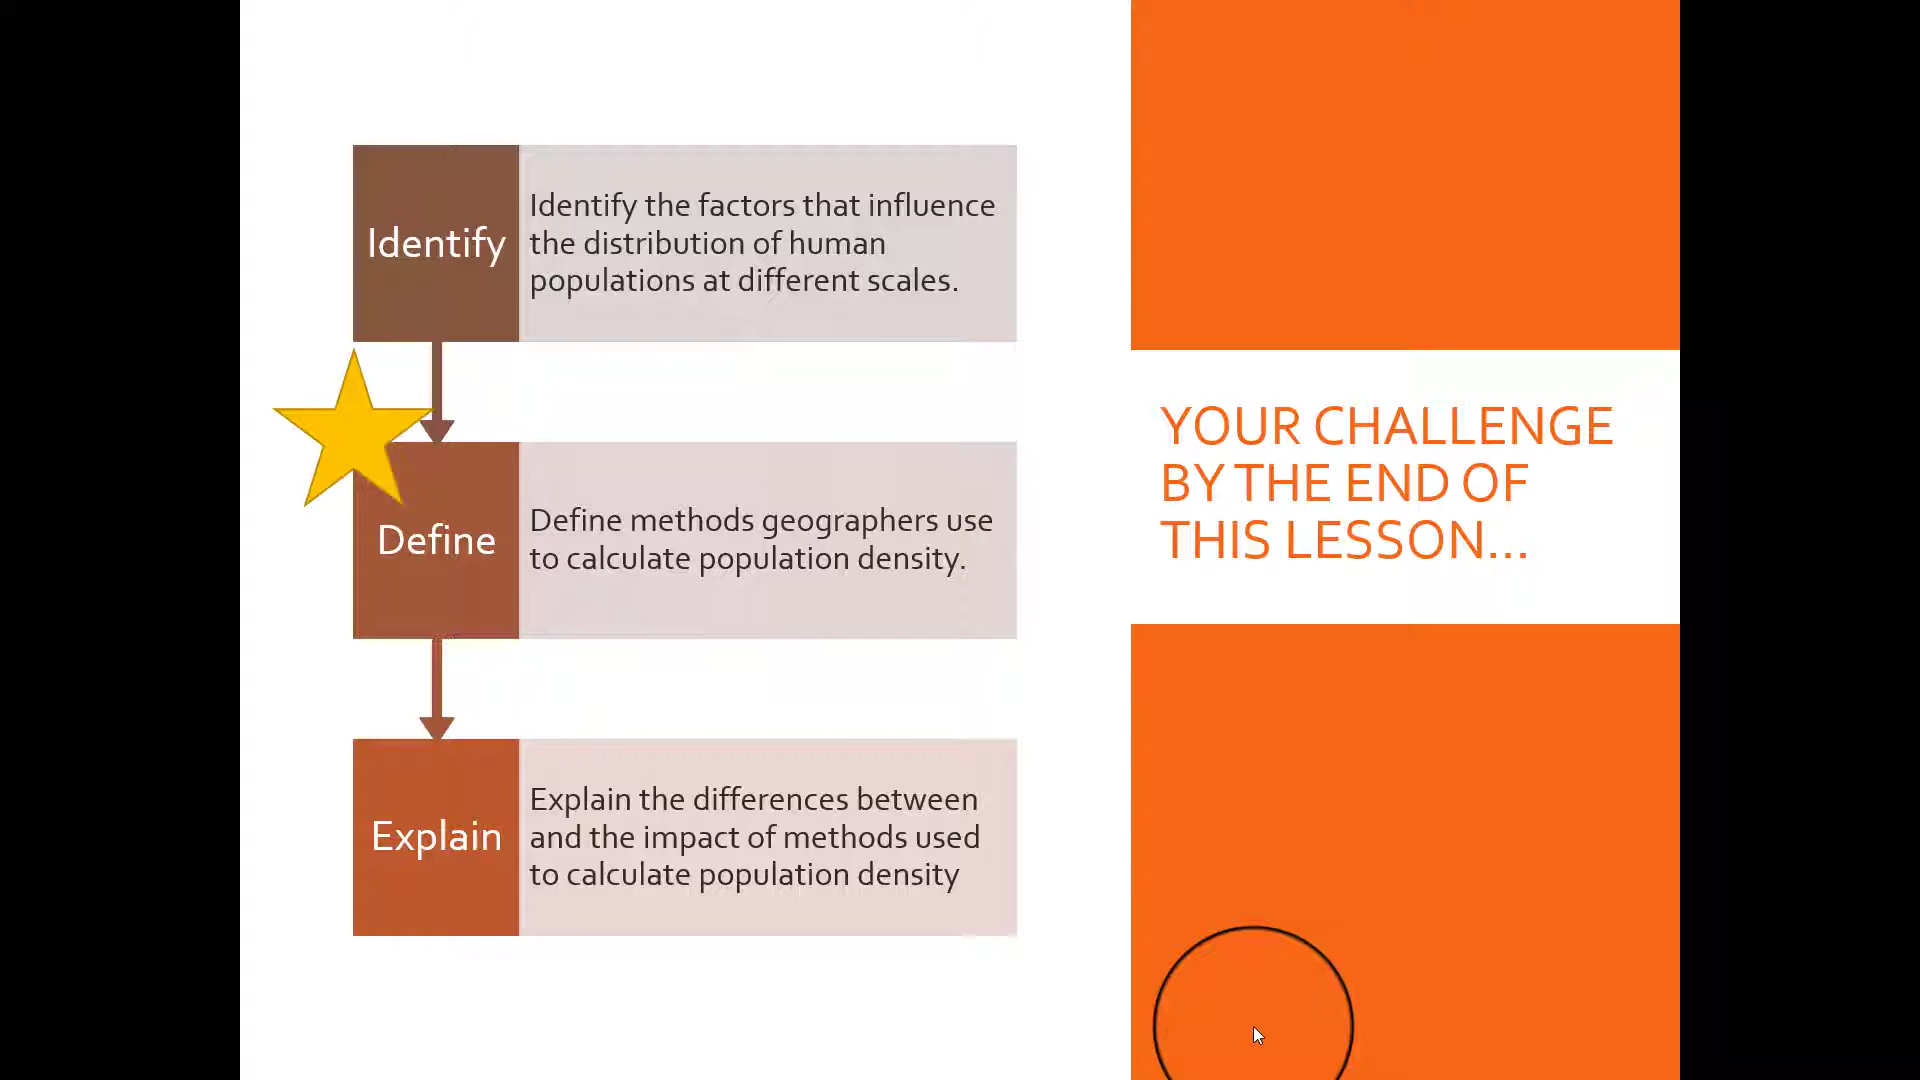 Identify
Identify the factors that influence
the distribution of human
populations at different scales.
Define
Define methods geographers use
to calculate population density.
Explain
Explain the differences between
and the impact of methods used
to calculate population density
YOUR CHALLENGE
BY THE END OF
THIS LESSON...